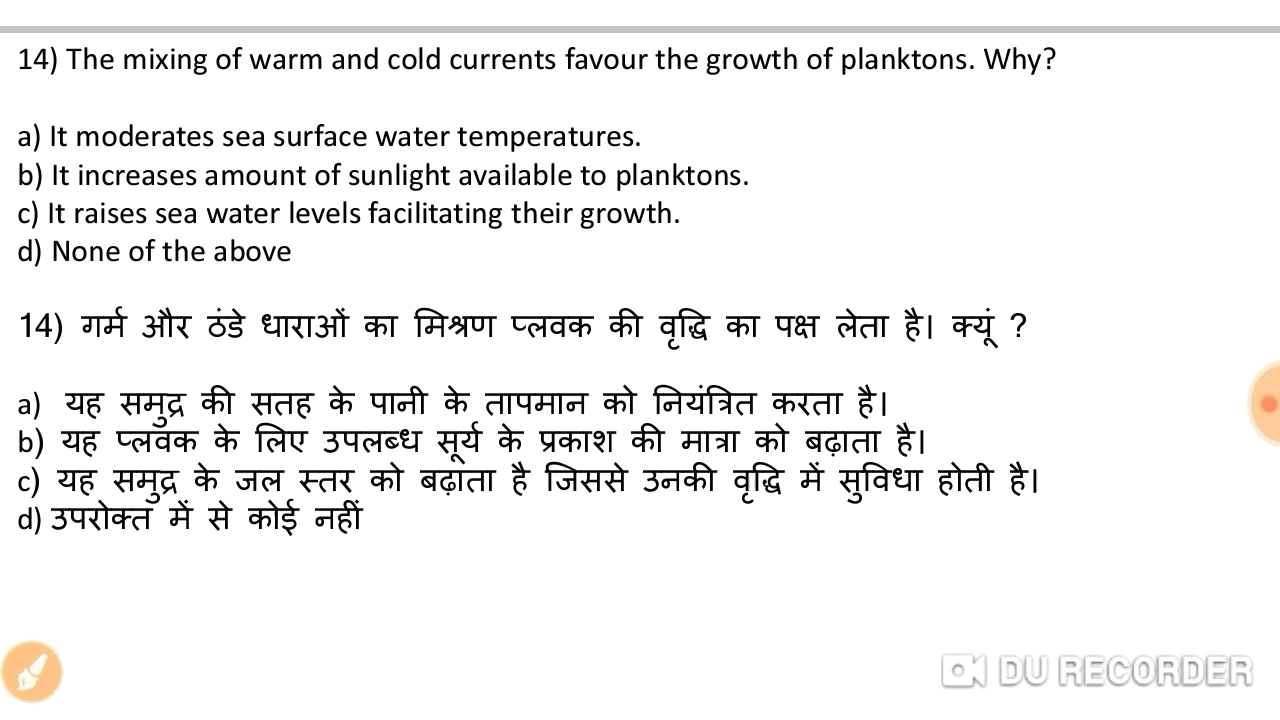 14) The mixing of warm and cold currents favour the growth of planktons. Why?
a) It moderates sea surface water temperatures.
b) It increases amount of sunlight available to planktons.
c) It raises sea water levels facilitating their growth.
d) None of the above
14) गर्म और ठंडे धाराओं का मिश्रण प्लवक की वृद्धि का पक्ष लेता है। क्यूं ?
a) यह समुद्र की सतह के पानी के तापमान को नियंत्रित करता है।
b) यह प्लवक के लिए उपलब्ध सूर्य के प्रकाश की मात्रा को बढ़ाता है।
c) यह समुद्र के जल स्तर को बढ़ाता है जिससे उनकी वृद्धि में सुविधा होती है।
d) उपरोक्त में से कोई नहीं
DU RECORDER